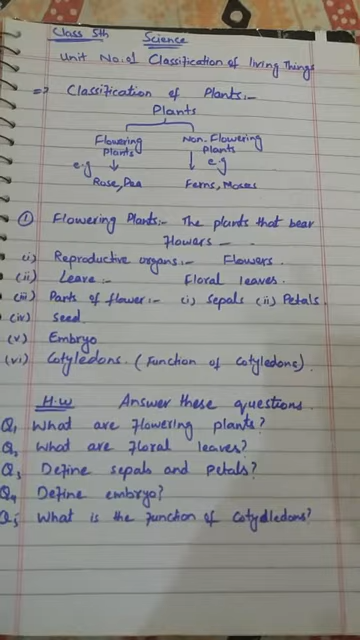 Class 5th Science
Unit No.01 Classification of living Things
=> Classification of Plants:-
Plants
Flowering Plants
Non. Flowering Plants
e.g e.g
Rose, Pea Ferns, Moses
① Flowering Plants:- The plants that bear
flowers -
(i) Reproductive organs:- Flowers.
(ii) Leave:- Floral leaves.
(iii) Parts of flower:- (i) Sepals (ii) Petals.
(iv) Seed.
(v) Embryo
(vi) Cotyledons. (Function of Cotyledons).
H.W Answer these questions.
Q1 What are flowering plants?
Q2 What are floral leaves?
Q3 Define sepals and petals?
Q4 Define embryo?
Q5 What is the function of Cotydledons?